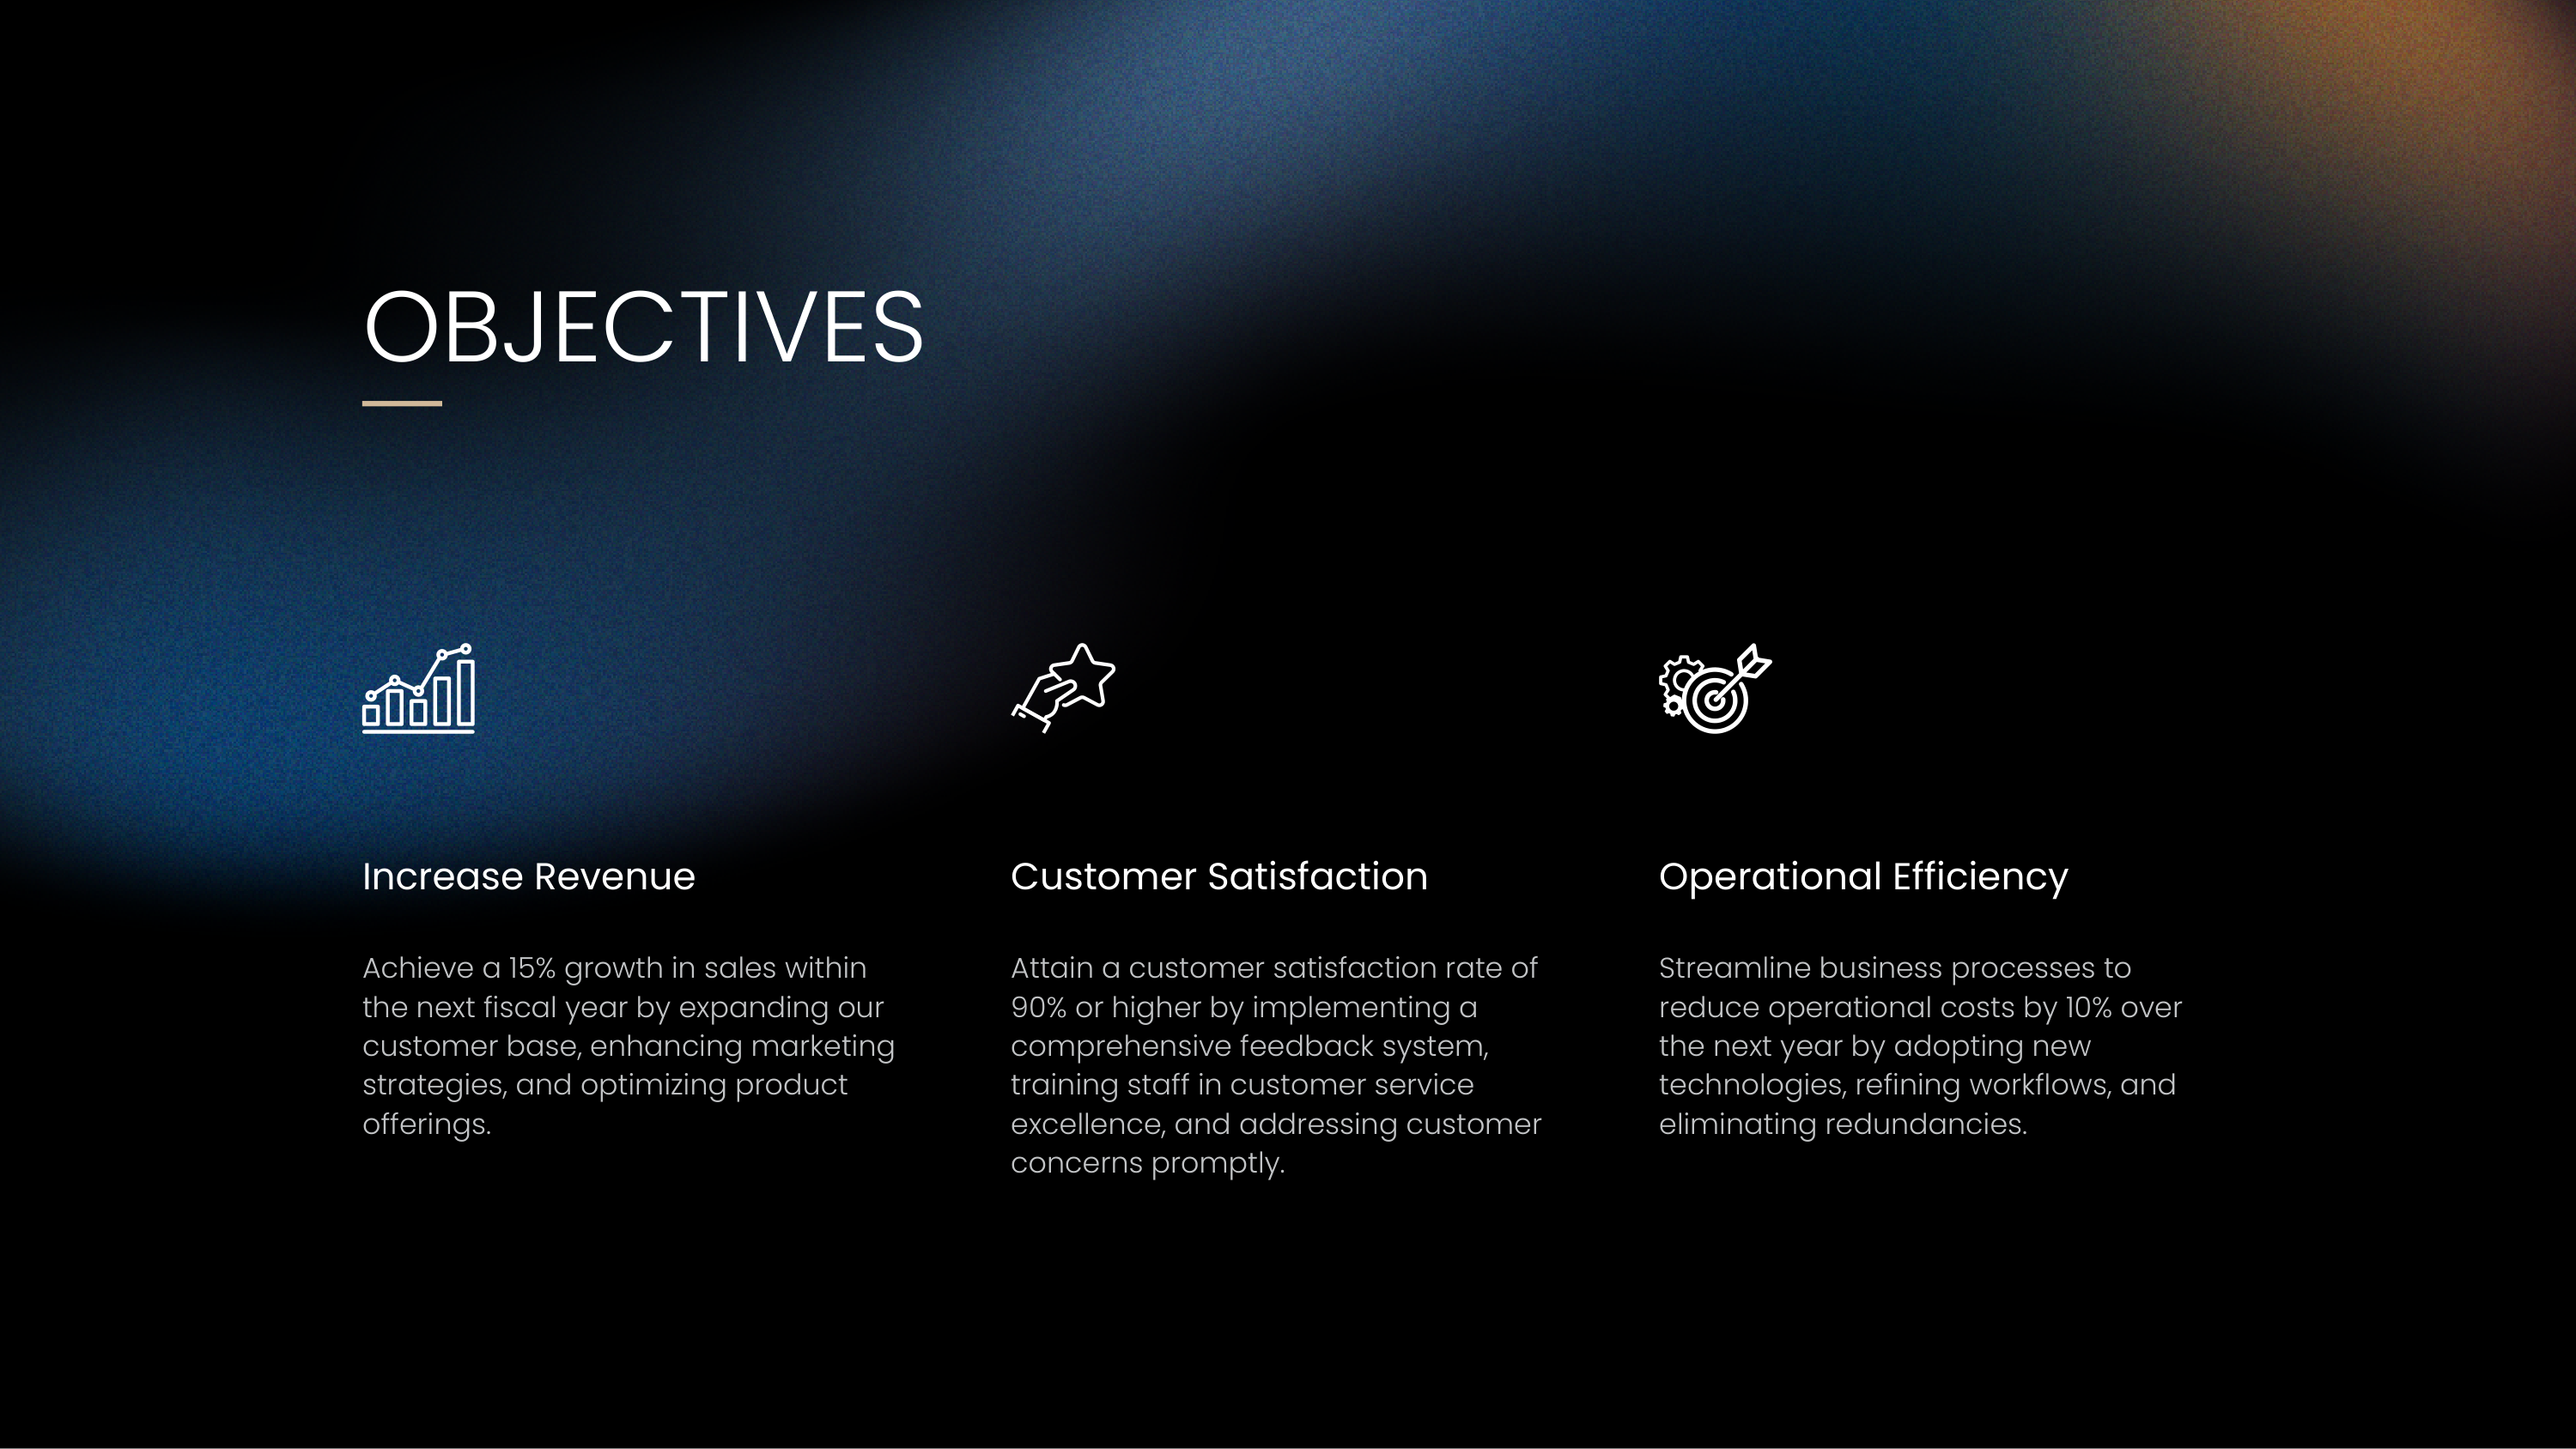 OBJECTIVES
Increase Revenue
Achieve a 15% growth in sales within
the next fiscal year by expanding our
customer base, enhancing marketing
strategies, and optimizing product
offerings.
Customer Satisfaction
Attain a customer satisfaction rate of
90% or higher by implementing a
comprehensive feedback system,
training staff in customer service
excellence, and addressing customer
concerns promptly.
Operational Efficiency
Streamline business processes to
reduce operational costs by 10% over
the next year by adopting new
technologies, refining workflows, and
eliminating redundancies.